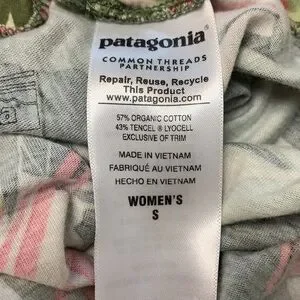 patagonia®
COMMON THREADS
PARTNERSHIP
Repair, Reuse, Recycle
This Product
www.patagonia.com
57% ORGANIC COTTON
43% TENCEL® LYOCELL
EXCLUSIVE OF TRIM
MADE IN VIETNAM
FABRIQUÉ AU VIETNAM
HECHO EN VIETNAM
WOMEN'S
S